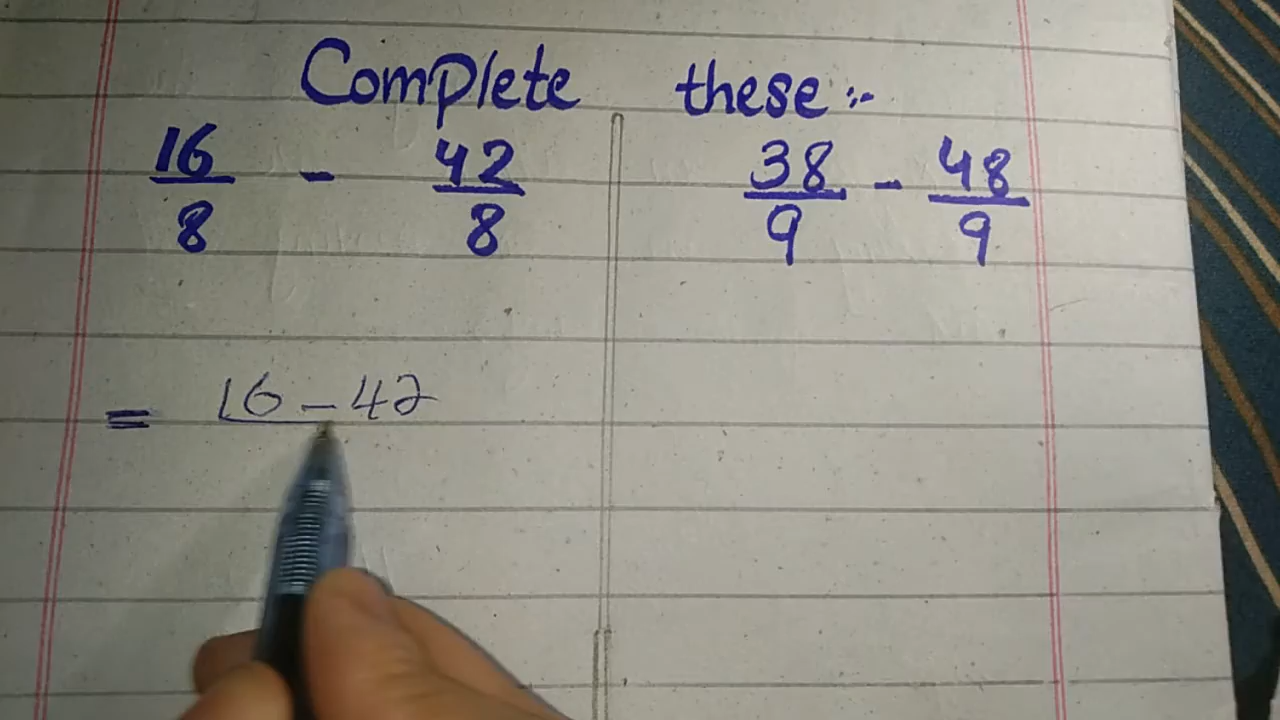 Complete these:-
16/8 - 42/8
38/9 - 48/9
= 16-42